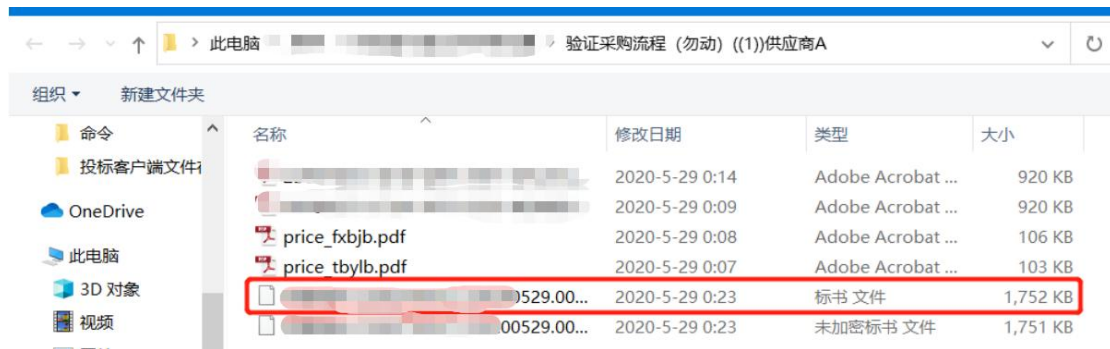 此电脑
验证采购流程（勿动）((1))供应商A
组织
新建文件夹
命令
投标客户端文件
OneDrive
此电脑
3D 对象
视频
名称 修改日期 类型 大小
2020-5-29 0:14 Adobe Acrobat ... 920 KB
2020-5-29 0:09 Adobe Acrobat ... 920 KB
price_fxbjb.pdf 2020-5-29 0:08 Adobe Acrobat ... 106 KB
price_tbylb.pdf 2020-5-29 0:07 Adobe Acrobat ... 103 KB
0529.00... 2020-5-29 0:23 标书 文件 1,752 KB
00529.00... 2020-5-29 0:23 未加密标书 文件 1,751 KB